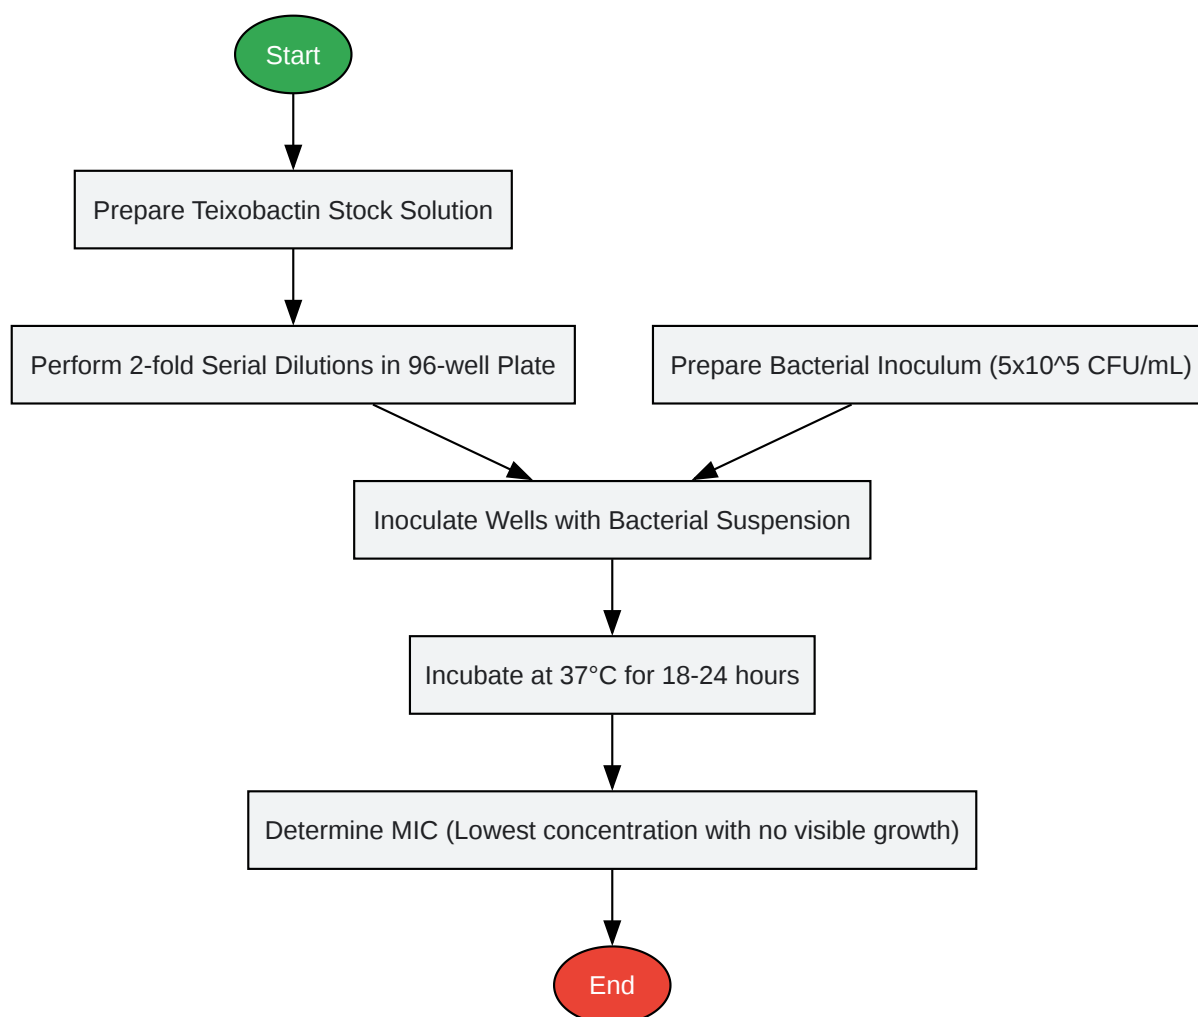 Start
Prepare Teixobactin Stock Solution
Perform 2-fold Serial Dilutions in 96-well Plate
Prepare Bacterial Inoculum (5x10^5 CFU/mL)
Inoculate Wells with Bacterial Suspension
Incubate at 37°C for 18-24 hours
Determine MIC (Lowest concentration with no visible growth)
End